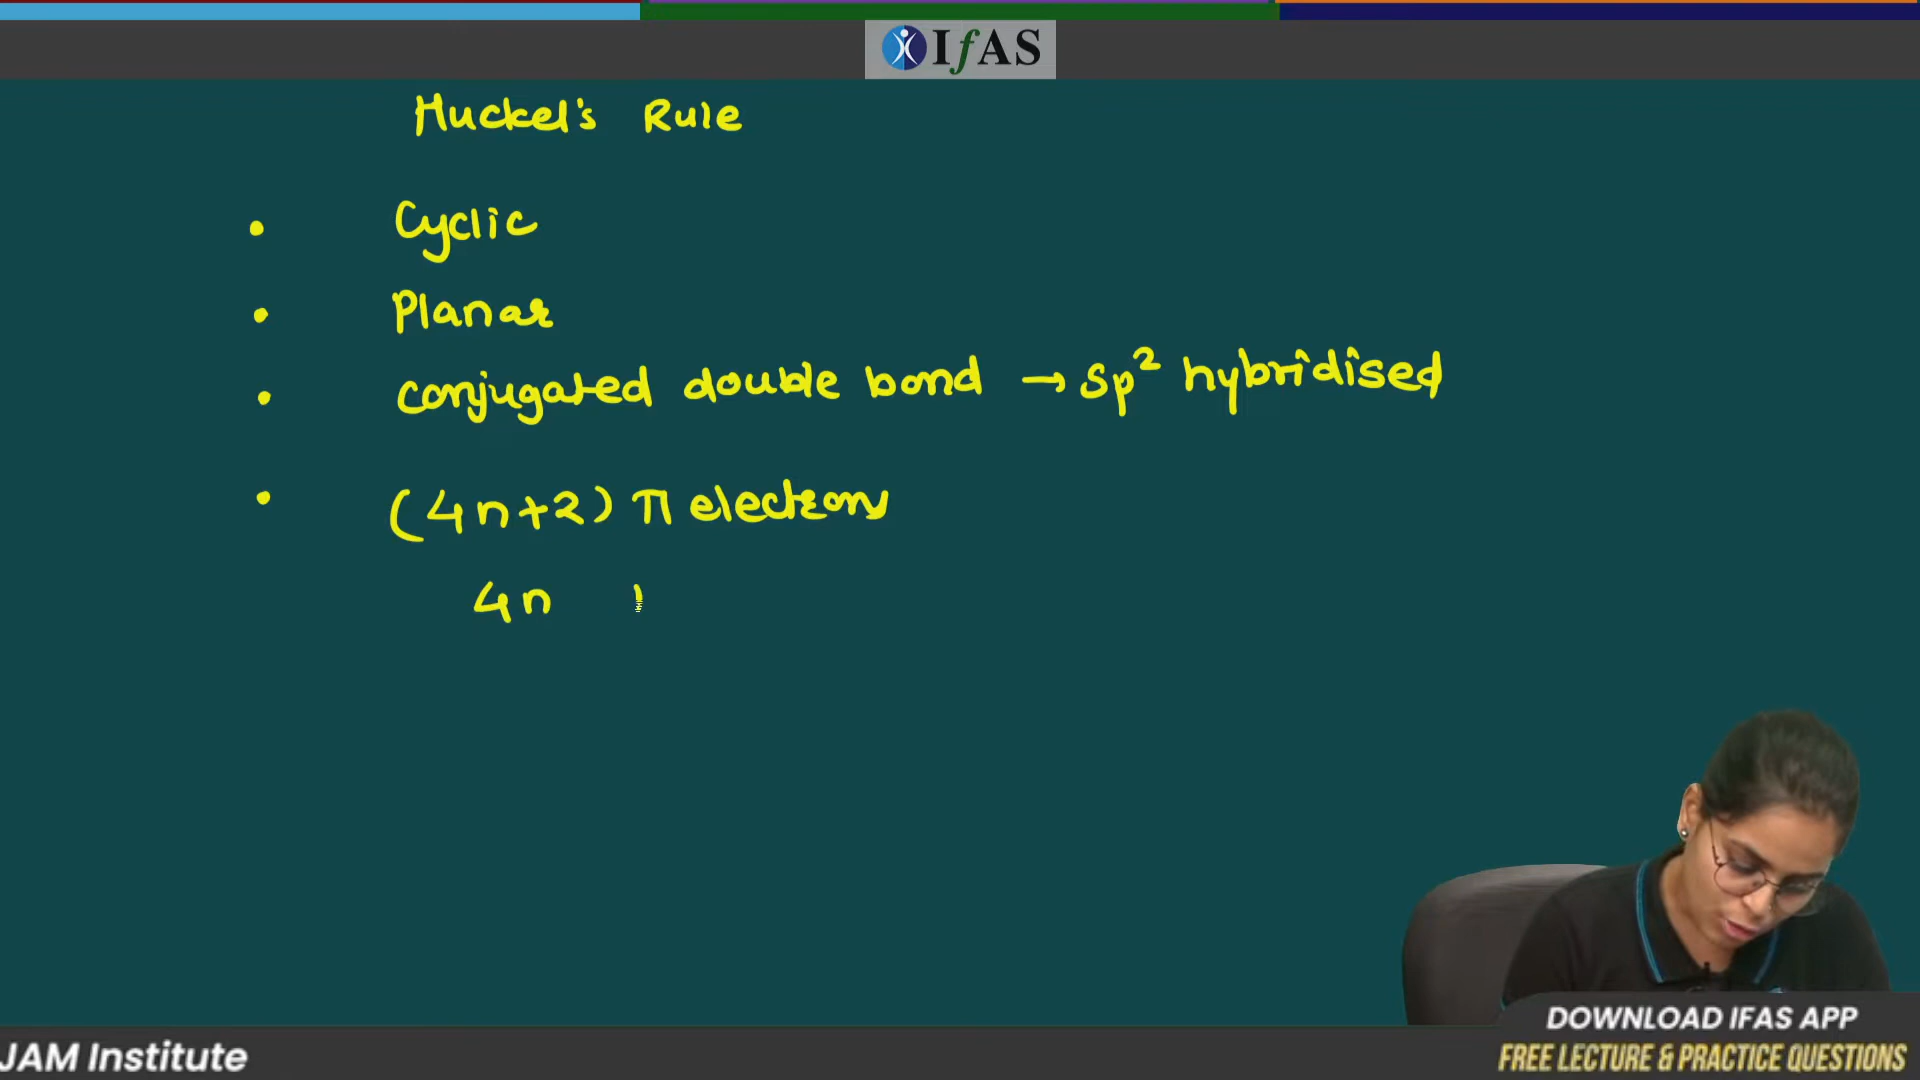 IfAS
Huckel's Rule
• Cyclic
• Planar
• conjugated double bond → sp² hybridised
• (4n+2) π electrons
4n
DOWNLOAD IFAS APP
JAM Institute
FREE LECTURE & PRACTICE QUESTIONS